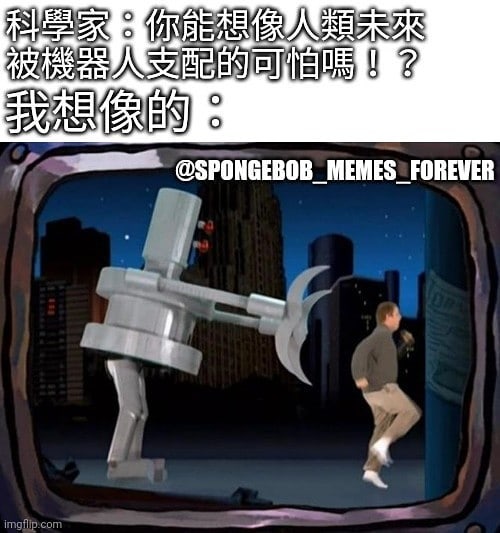 科學家：你能想像人類未來
被機器人支配的可怕嗎！？
我想像的：
@SPONGEBOB_MEMES_FOREVER
imgflip.com